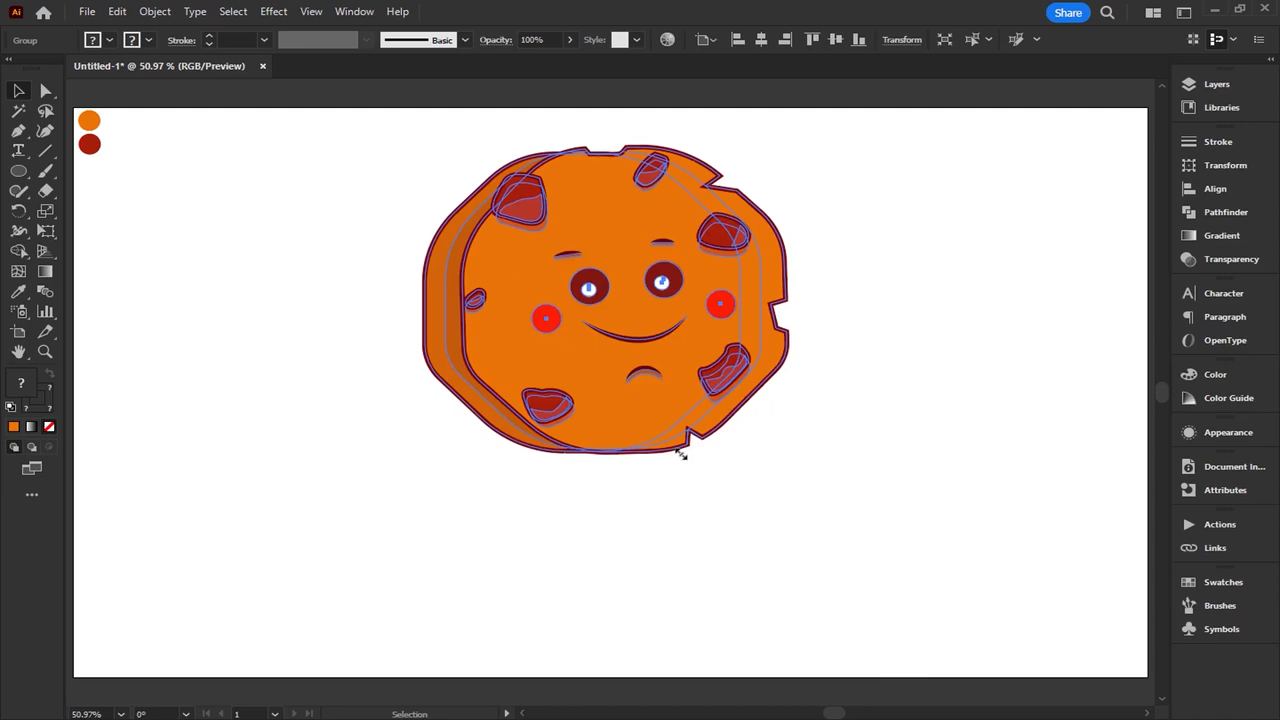 Ai File Edit Object Type Select Effect View Window Help Share
Group ? ? Stroke: Basic Opacity: 100% Style: Transform
Untitled-1* @ 50.97 % (RGB/Preview) ×
Layers
Libraries
Stroke
Transform
Align
Pathfinder
Gradient
Transparency
Character
Paragraph
OpenType
Color
Color Guide
Appearance
Document In...
Attributes
Actions
Links
Swatches
Brushes
Symbols
?
?
? ?
50.97% 0° 1 Selection